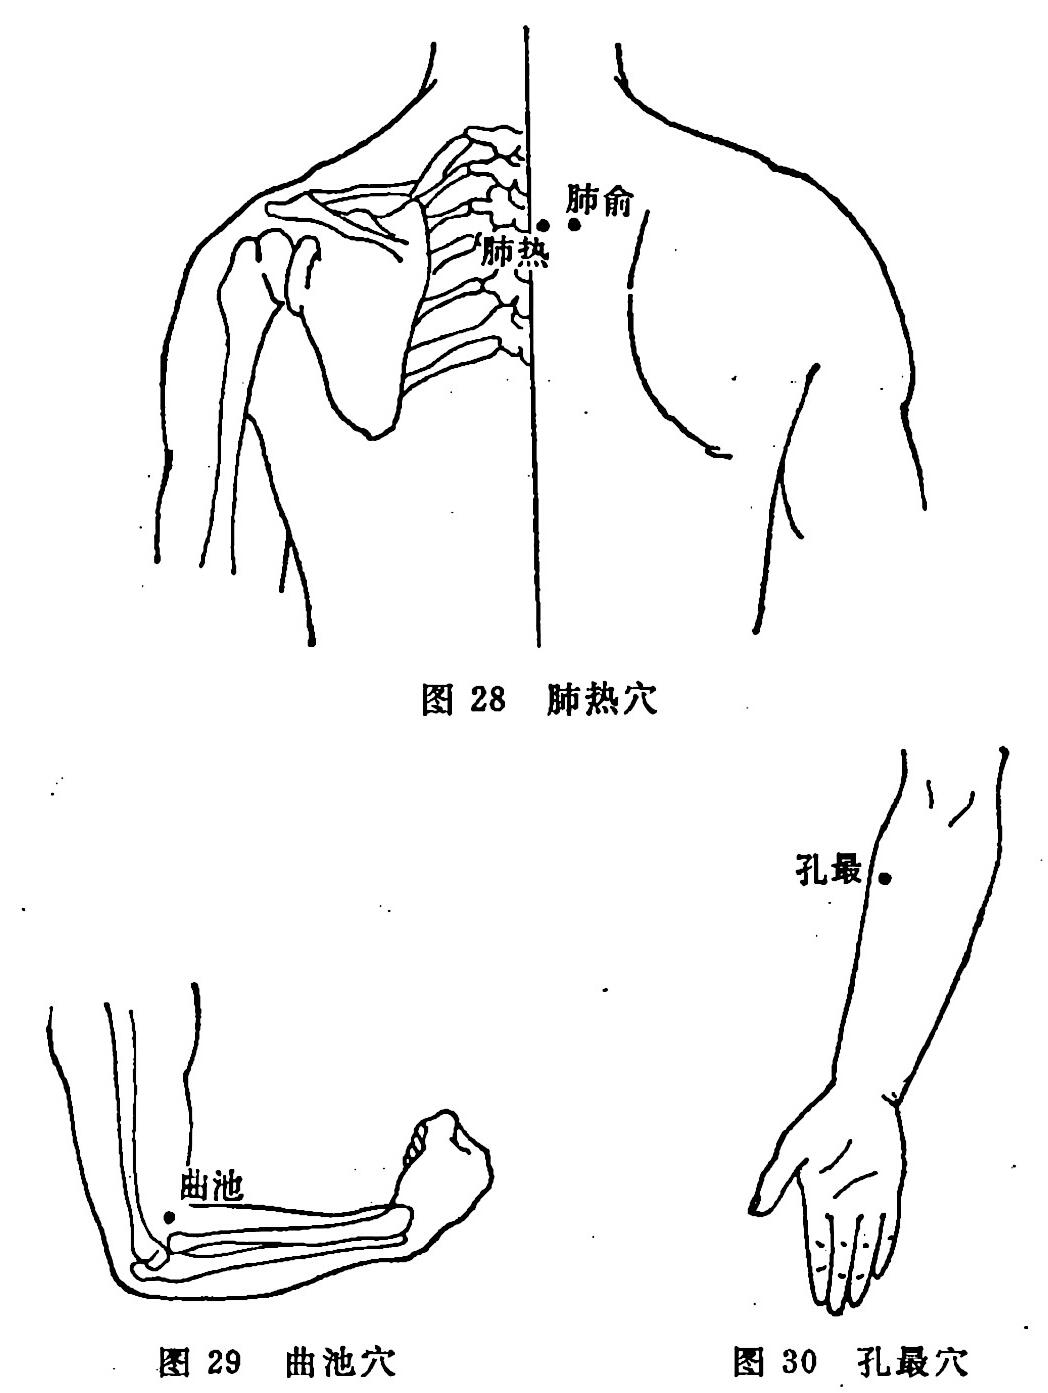 肺俞
肺热
图 28 肺热穴
孔最
曲池
图 29 曲池穴
图 30 孔最穴